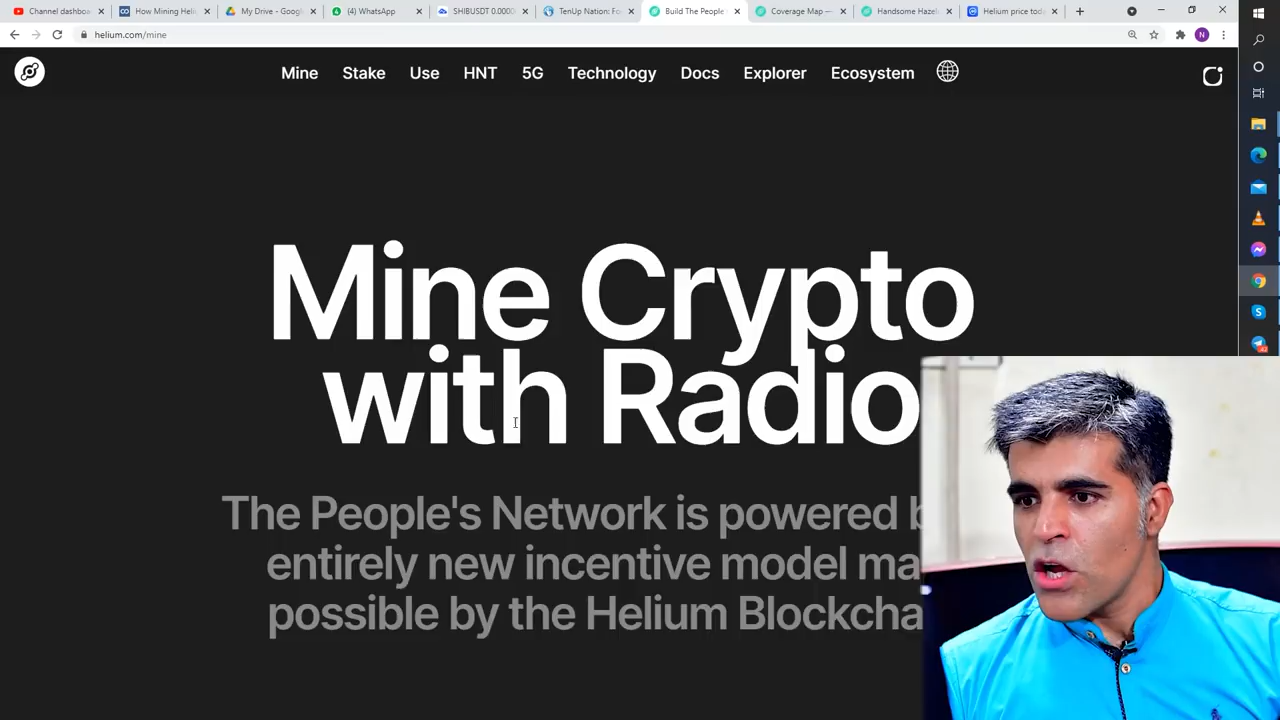 Channel dashboa
How Mining Heli
My Drive - Google
(4) WhatsApp
SHIBUSDT 0.0000
TenUp Nation: Fo
Build The People
Coverage Map —
Handsome Hazel
Helium price toda
helium.com/mine
N
Mine Stake Use HNT 5G Technology Docs Explorer Ecosystem
Mine Crypto
with Radio
The People's Network is powered b
entirely new incentive model ma
possible by the Helium Blockcha